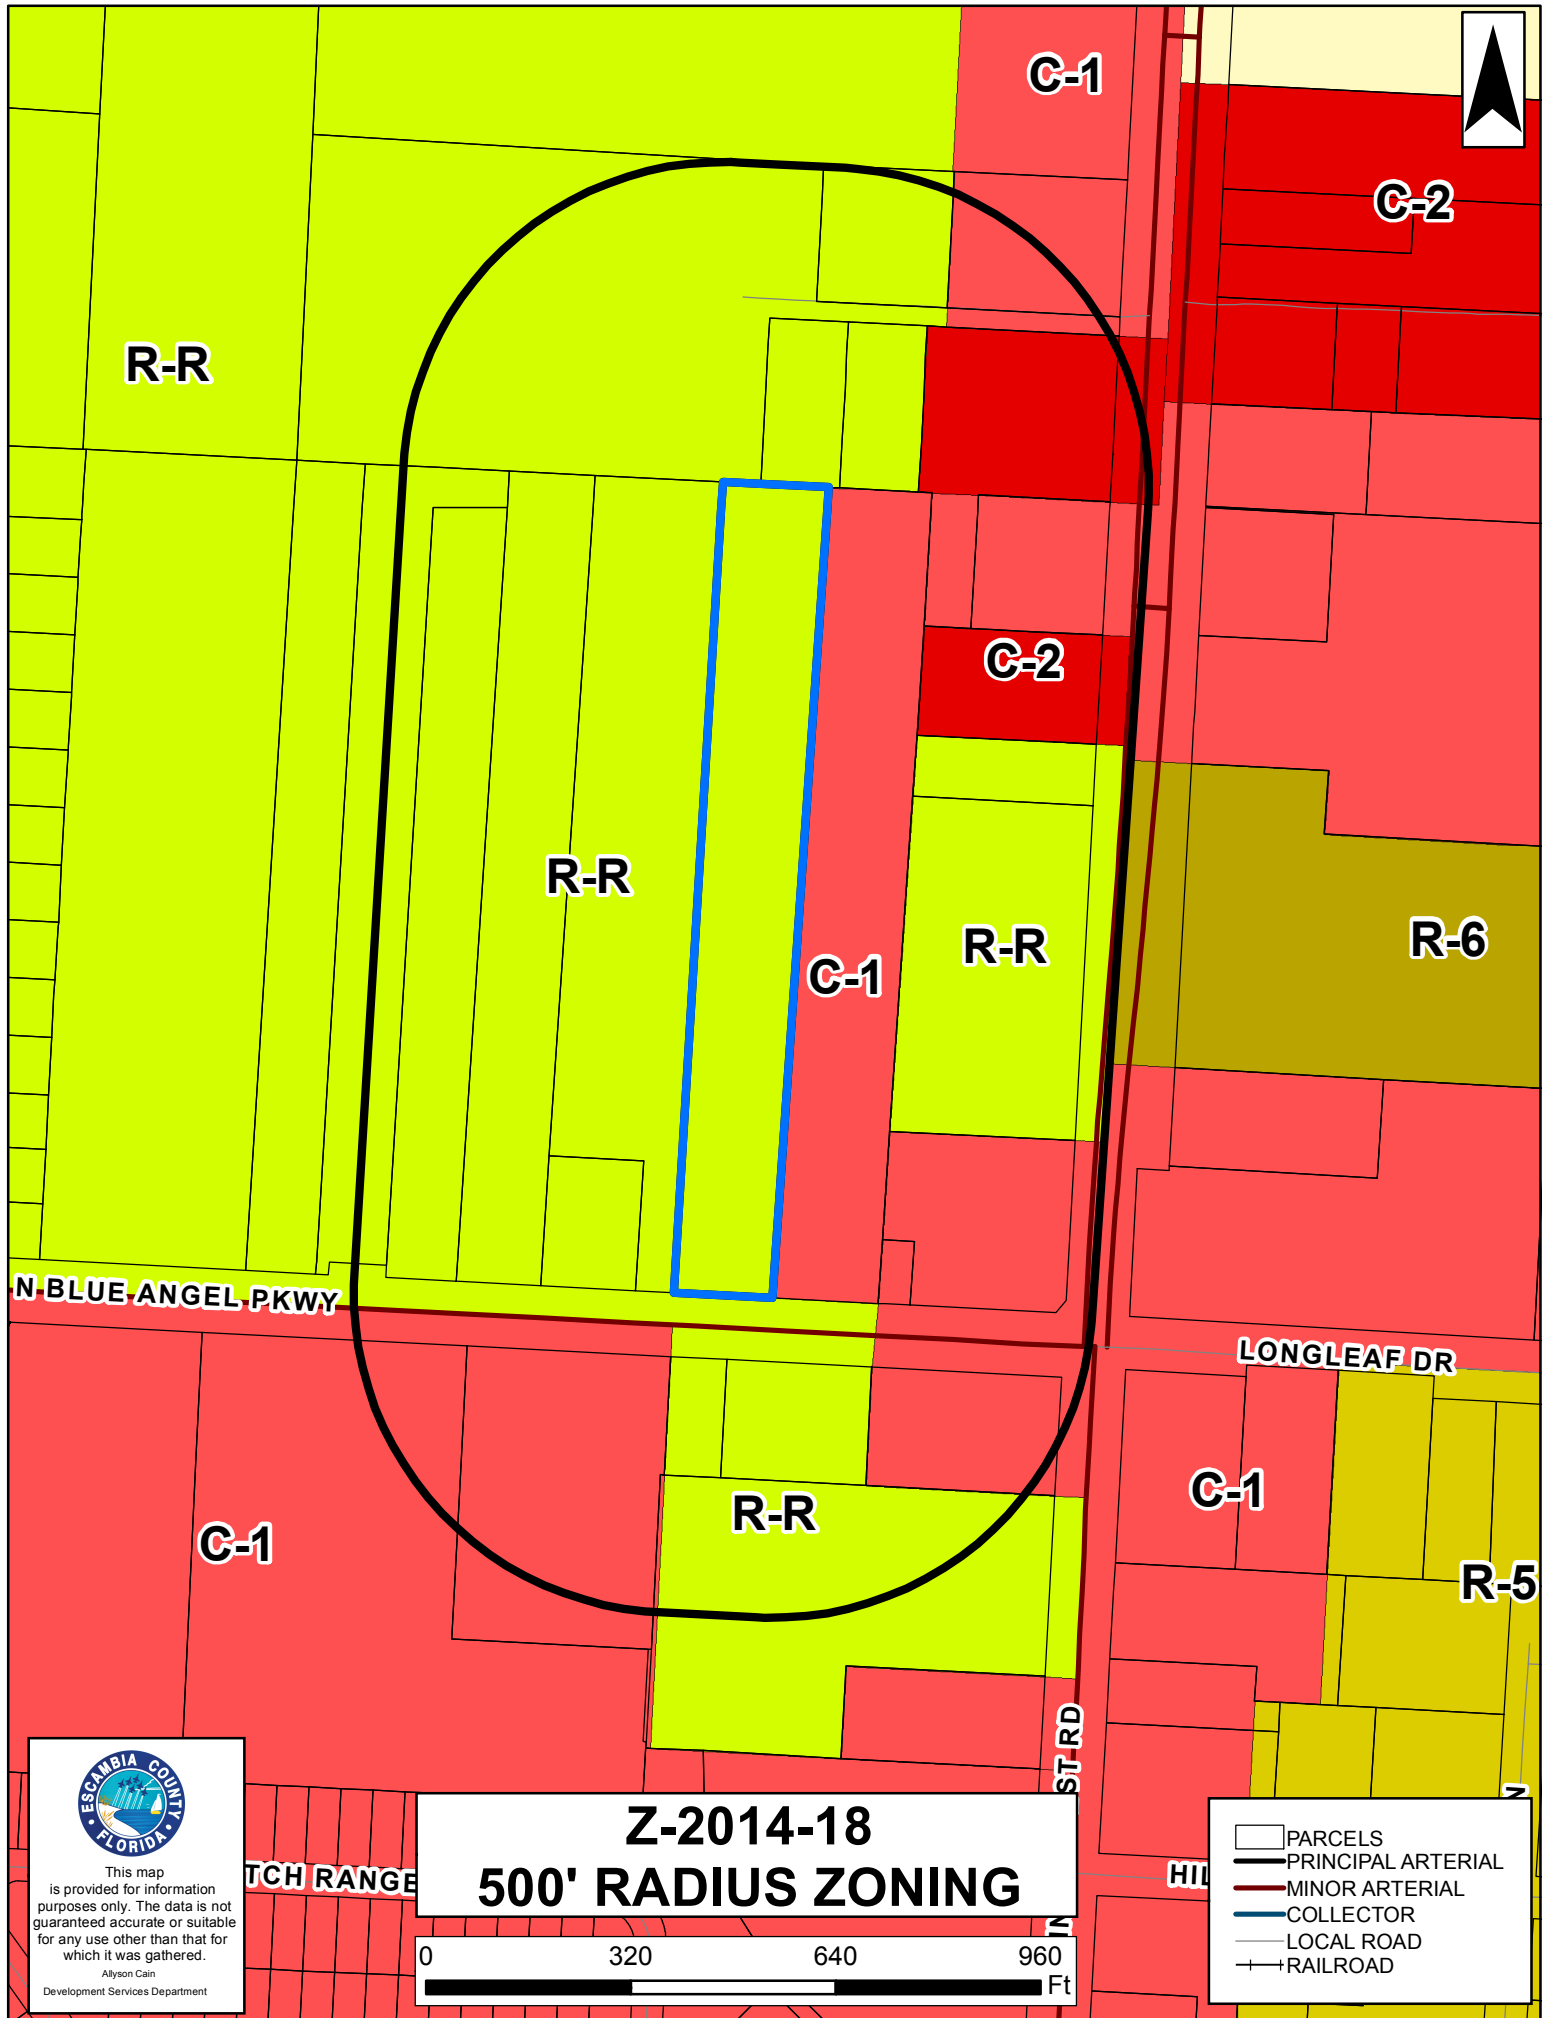 C-1
C-2
R-R
C-2
R-R
R-R
R-6
C-1
N BLUE ANGEL PKWY
LONGLEAF DR
C-1
R-R
C-1
R-5
ESCAMBIA COUNTY
FLORIDA
This map
is provided for information
purposes only. The data is not
guaranteed accurate or suitable
for any use other than that for
which it was gathered.
Allyson Cain
Development Services Department
TCH RANGE
Z-2014-18
500' RADIUS ZONING
0 320 640 960
Ft
ST RD
IN
HIL
N
PARCELS
PRINCIPAL ARTERIAL
MINOR ARTERIAL
COLLECTOR
LOCAL ROAD
RAILROAD